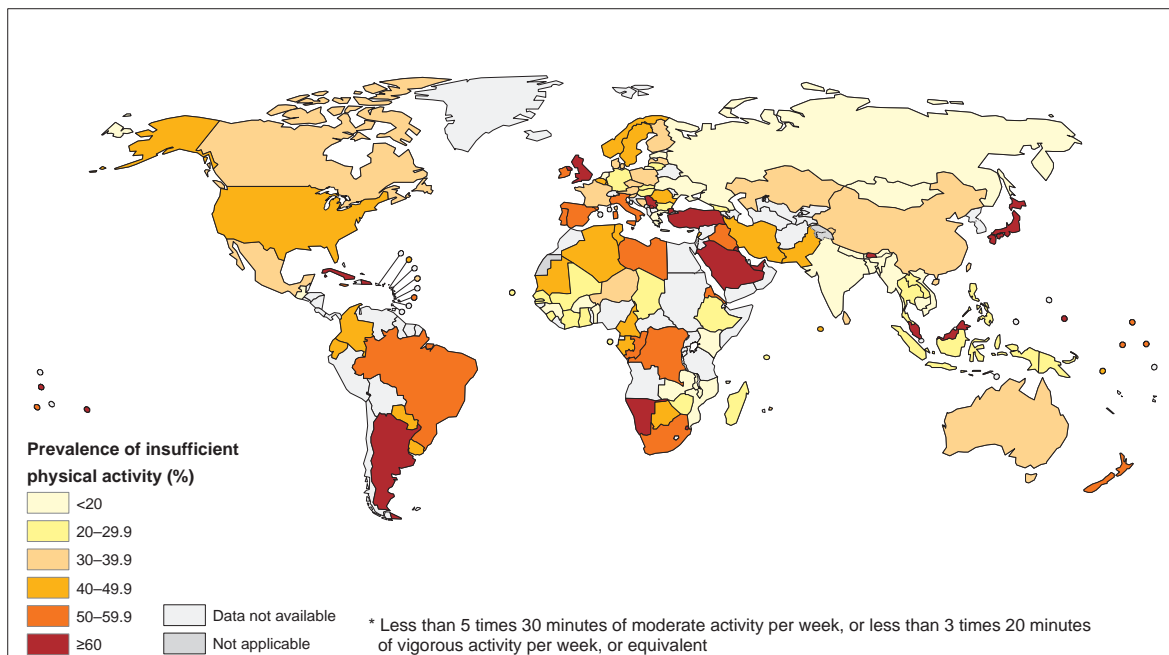 Prevalence of insufficient
physical activity (%)
<20
20–29.9
30–39.9
40–49.9
50–59.9
≥60
Data not available
Not applicable
* Less than 5 times 30 minutes of moderate activity per week, or less than 3 times 20 minutes
of vigorous activity per week, or equivalent